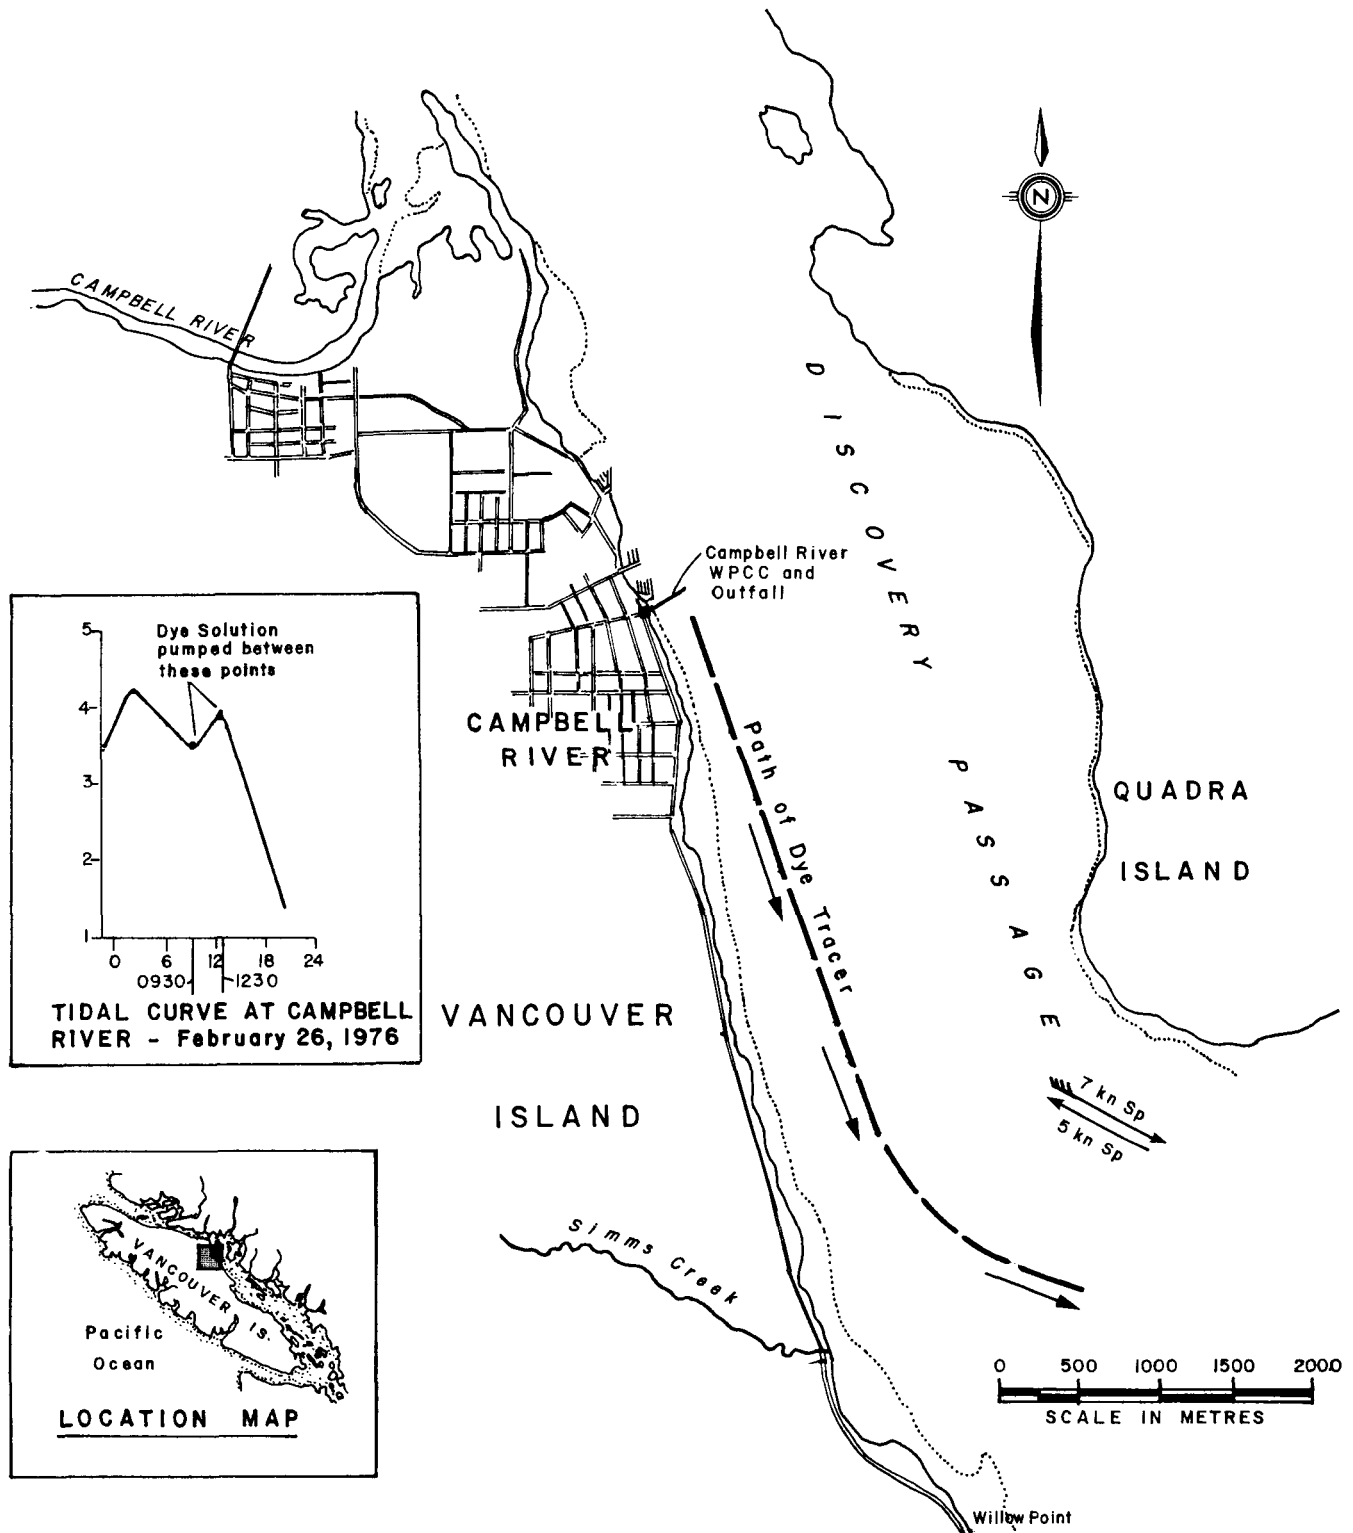 N
CAMPBELL RIVER
DISCOVERY PASSAGE
Campbell River
WPCC and
Outfall
Dye Solution
pumped between
these points
5
4
3
2
1
0 6 12 18 24
0930 1230
TIDAL CURVE AT CAMPBELL
RIVER - February 26, 1976
CAMPBELL
RIVER
Path of Dye Tracer
QUADRA
ISLAND
VANCOUVER
ISLAND
7 kn Sp
5 kn Sp
Simms Creek
VANCOUVER IS.
Pacific
Ocean
LOCATION MAP
0 500 1000 1500 2000
SCALE IN METRES
Willow Point